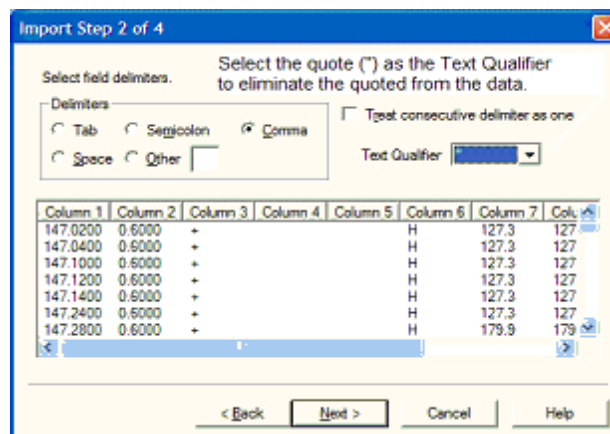 Import Step 2 of 4
Select the quote (") as the Text Qualifier
to eliminate the quoted from the data.
Select field delimiters.
Delimiters
Tab Semicolon Comma
Space Other
Treat consecutive delimiter as one
Text Qualifier
Column 1 Column 2 Column 3 Column 4 Column 5 Column 6 Column 7
147.0200 0.6000 + H 127.3 127
147.0400 0.6000 + H 127.3 127
147.1000 0.6000 + H 127.3 127
147.1200 0.6000 + H 127.3 127
147.1400 0.6000 + H 127.3 127
147.2400 0.6000 + H 127.3 127
147.2800 0.6000 + H 179.9 179
< Back Next > Cancel Help